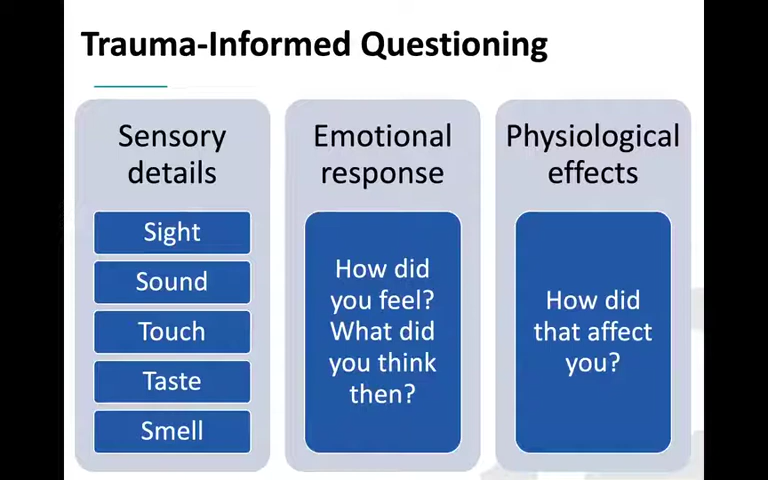 Trauma-Informed Questioning
Sensory
details
Sight
Sound
Touch
Taste
Smell
Emotional
response
How did
you feel?
What did
you think
then?
Physiological
effects
How did
that affect
you?